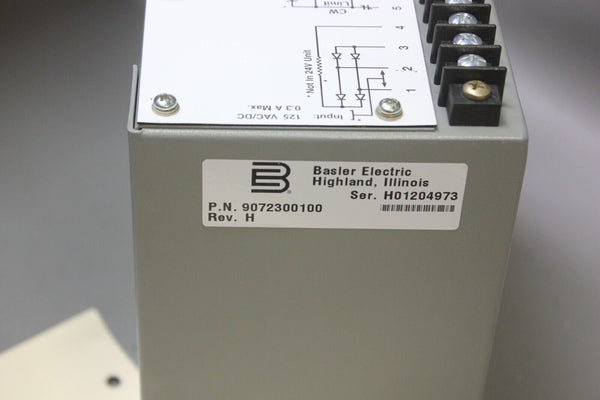 CW
Limit
5
4
3
2
1
* Not In 24V Unit
Input: 125 VAC/DC
0.3 A Max.
B
Basler Electric
Highland, Illinois
Ser. H01204973
P.N. 9072300100
Rev. H